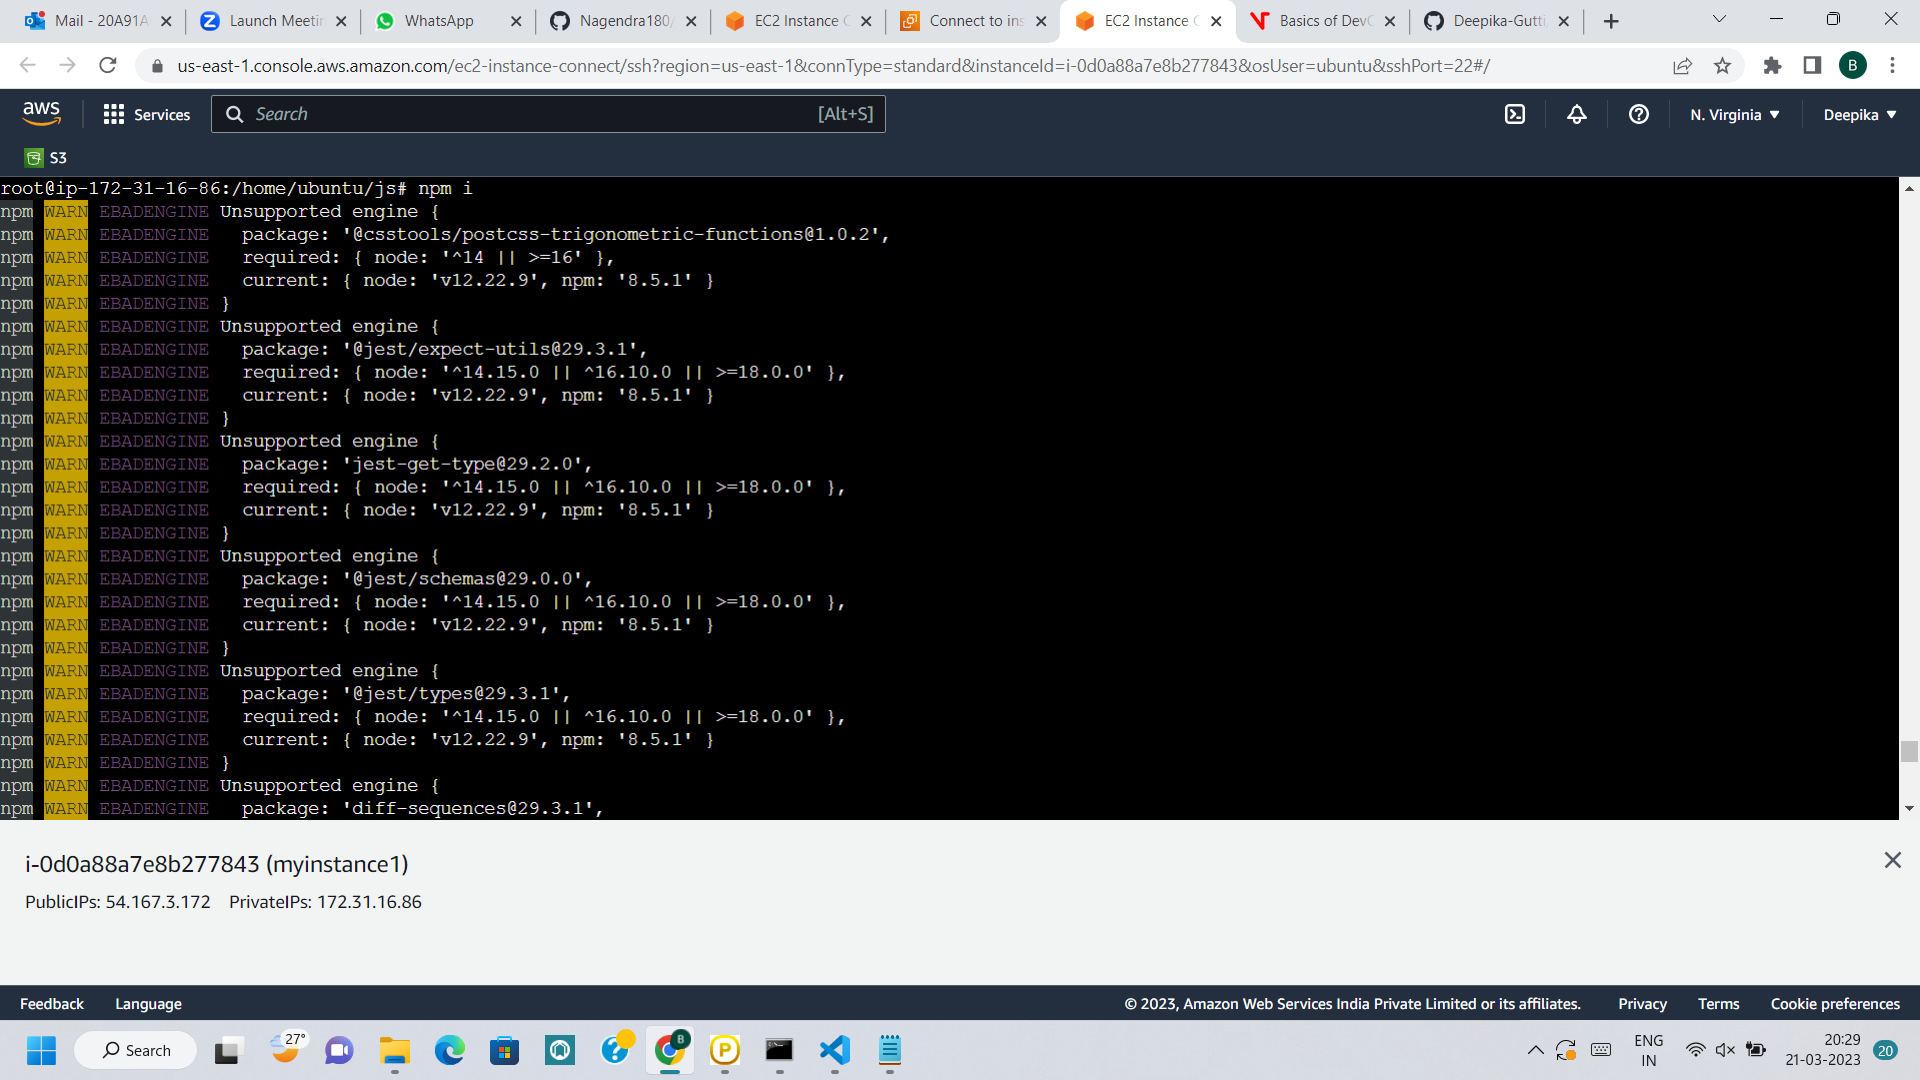 Mail - 20A91A
Launch Meetin
WhatsApp
Nagendra180/
EC2 Instance C
Connect to ins
EC2 Instance C
Basics of DevO
Deepika-Gutti
us-east-1.console.aws.amazon.com/ec2-instance-connect/ssh?region=us-east-1&connType=standard&instanceId=i-0d0a88a7e8b277843&osUser=ubuntu&sshPort=22#/
B
aws
Services
Search
[Alt+S]
N. Virginia
Deepika
S3
root@ip-172-31-16-86:/home/ubuntu/js# npm i
npm WARN EBADENGINE Unsupported engine {
npm WARN EBADENGINE   package: '@csstools/postcss-trigonometric-functions@1.0.2',
npm WARN EBADENGINE   required: { node: '^14 || >=16' },
npm WARN EBADENGINE   current: { node: 'v12.22.9', npm: '8.5.1' }
npm WARN EBADENGINE }
npm WARN EBADENGINE Unsupported engine {
npm WARN EBADENGINE   package: '@jest/expect-utils@29.3.1',
npm WARN EBADENGINE   required: { node: '^14.15.0 || ^16.10.0 || >=18.0.0' },
npm WARN EBADENGINE   current: { node: 'v12.22.9', npm: '8.5.1' }
npm WARN EBADENGINE }
npm WARN EBADENGINE Unsupported engine {
npm WARN EBADENGINE   package: 'jest-get-type@29.2.0',
npm WARN EBADENGINE   required: { node: '^14.15.0 || ^16.10.0 || >=18.0.0' },
npm WARN EBADENGINE   current: { node: 'v12.22.9', npm: '8.5.1' }
npm WARN EBADENGINE }
npm WARN EBADENGINE Unsupported engine {
npm WARN EBADENGINE   package: '@jest/schemas@29.0.0',
npm WARN EBADENGINE   required: { node: '^14.15.0 || ^16.10.0 || >=18.0.0' },
npm WARN EBADENGINE   current: { node: 'v12.22.9', npm: '8.5.1' }
npm WARN EBADENGINE }
npm WARN EBADENGINE Unsupported engine {
npm WARN EBADENGINE   package: '@jest/types@29.3.1',
npm WARN EBADENGINE   required: { node: '^14.15.0 || ^16.10.0 || >=18.0.0' },
npm WARN EBADENGINE   current: { node: 'v12.22.9', npm: '8.5.1' }
npm WARN EBADENGINE }
npm WARN EBADENGINE Unsupported engine {
npm WARN EBADENGINE   package: 'diff-sequences@29.3.1',
i-0d0a88a7e8b277843 (myinstance1)
PublicIPs: 54.167.3.172 PrivateIPs: 172.31.16.86
Feedback
Language
© 2023, Amazon Web Services India Private Limited or its affiliates.
Privacy
Terms
Cookie preferences
Search
27°
B
P
ENG
IN
20:29
21-03-2023
20